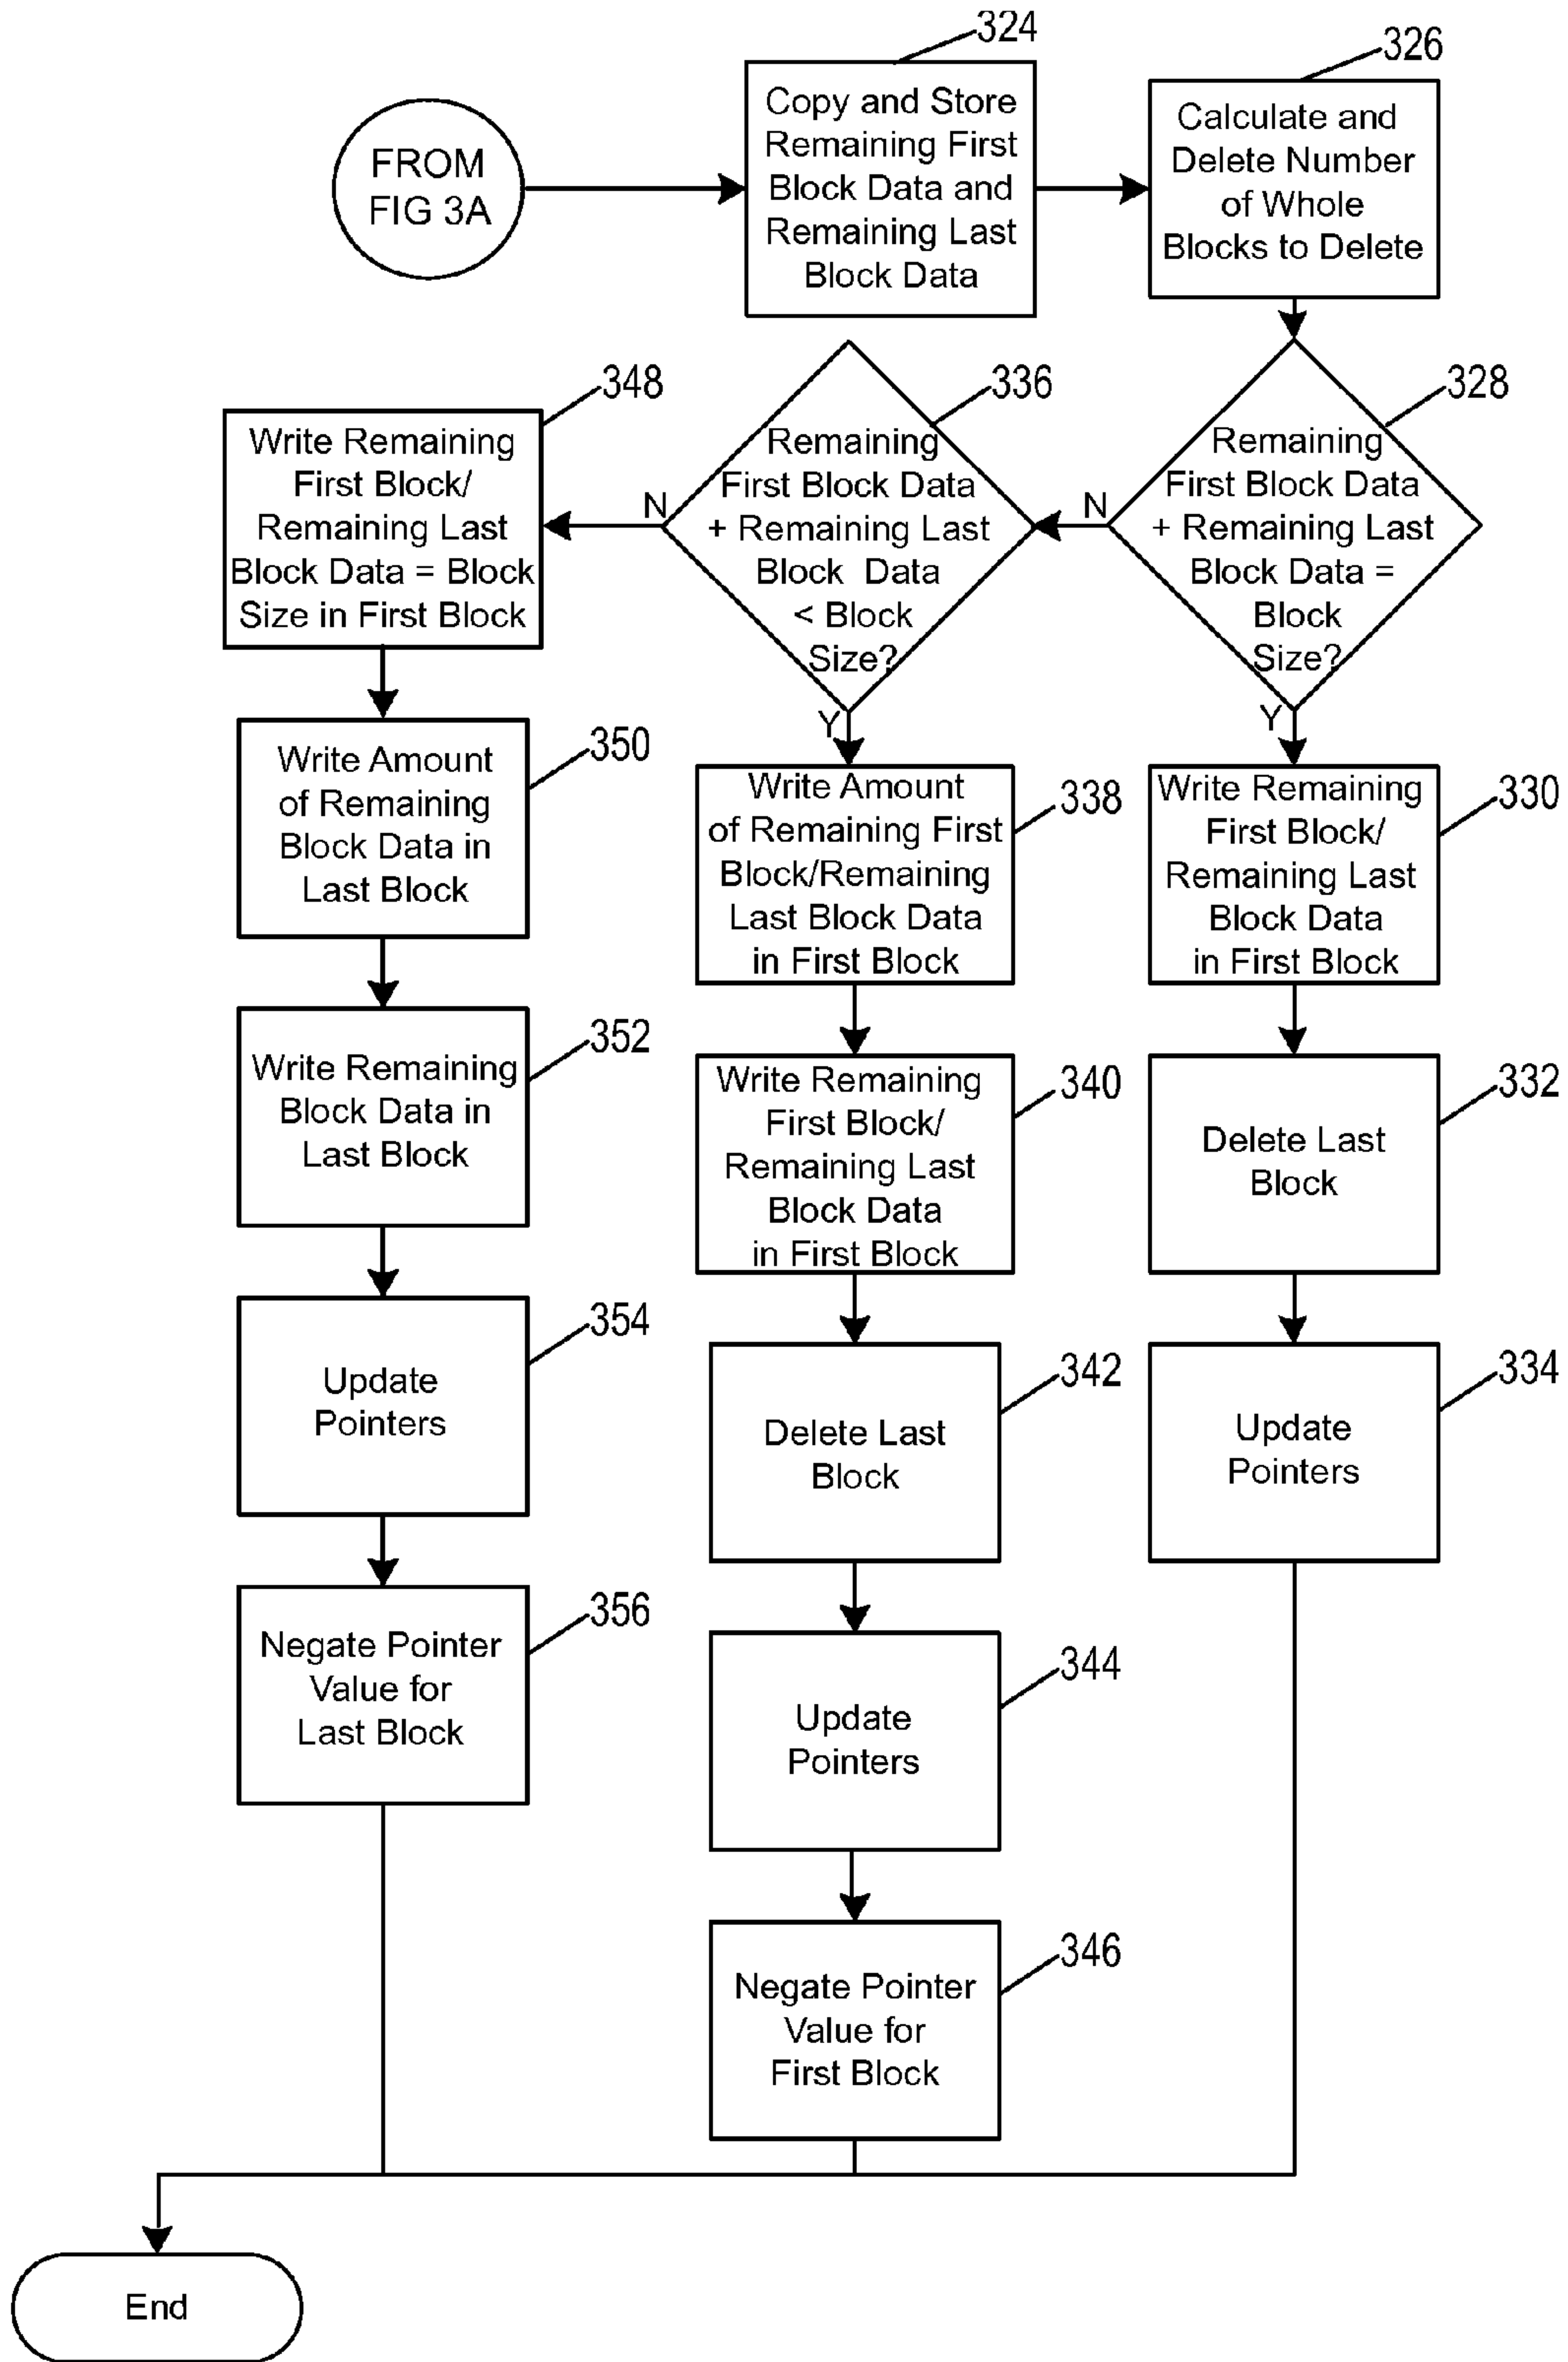 324
326
FROM
FIG 3A
Copy and Store
Remaining First
Block Data and
Remaining Last
Block Data
Calculate and
Delete Number
of Whole
Blocks to Delete
348
336
328
Write Remaining
First Block/
Remaining Last
Block Data = Block
Size in First Block
N
Remaining
First Block Data
+ Remaining Last
Block Data
< Block
Size?
N
Remaining
First Block Data
+ Remaining Last
Block Data =
Block
Size?
Y
Y
350
Write Amount
of Remaining
Block Data in
Last Block
338
Write Amount
of Remaining First
Block/Remaining
Last Block Data
in First Block
330
Write Remaining
First Block/
Remaining Last
Block Data
in First Block
352
Write Remaining
Block Data in
Last Block
340
Write Remaining
First Block/
Remaining Last
Block Data
in First Block
332
Delete Last
Block
354
Update
Pointers
342
Delete Last
Block
334
Update
Pointers
356
Negate Pointer
Value for
Last Block
344
Update
Pointers
346
Negate Pointer
Value for
First Block
End